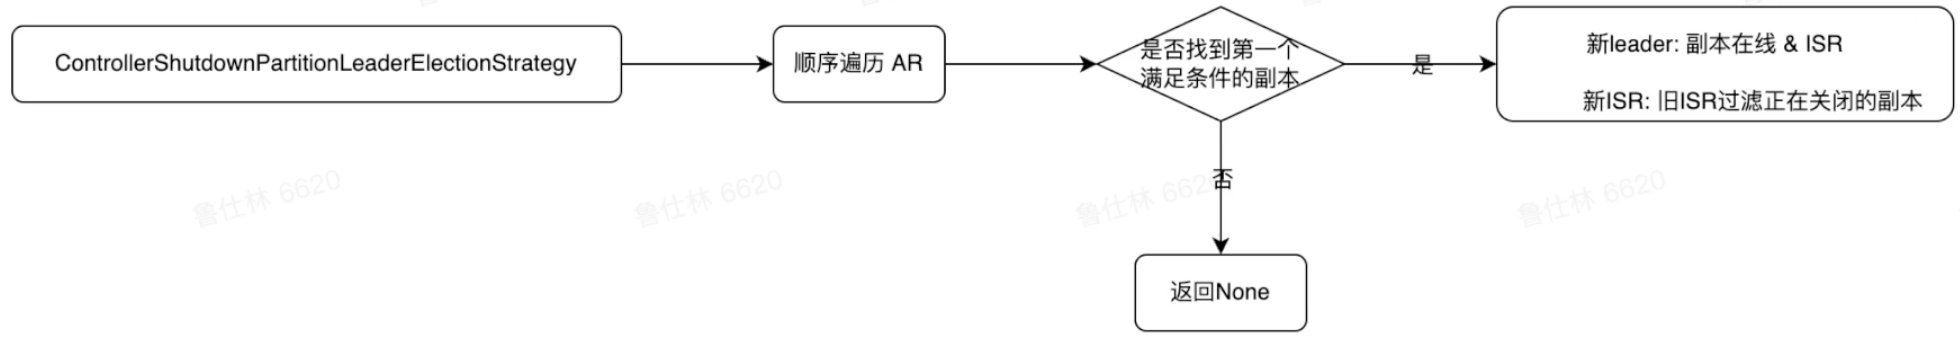 ControllerShutdownPartitionLeaderElectionStrategy
顺序遍历 AR
是否找到第一个
满足条件的副本
是
新leader: 副本在线 & ISR
新ISR: 旧ISR过滤正在关闭的副本
否
返回None
鲁仕林 6620
鲁仕林 6620
鲁仕林 6620
鲁仕林 6620